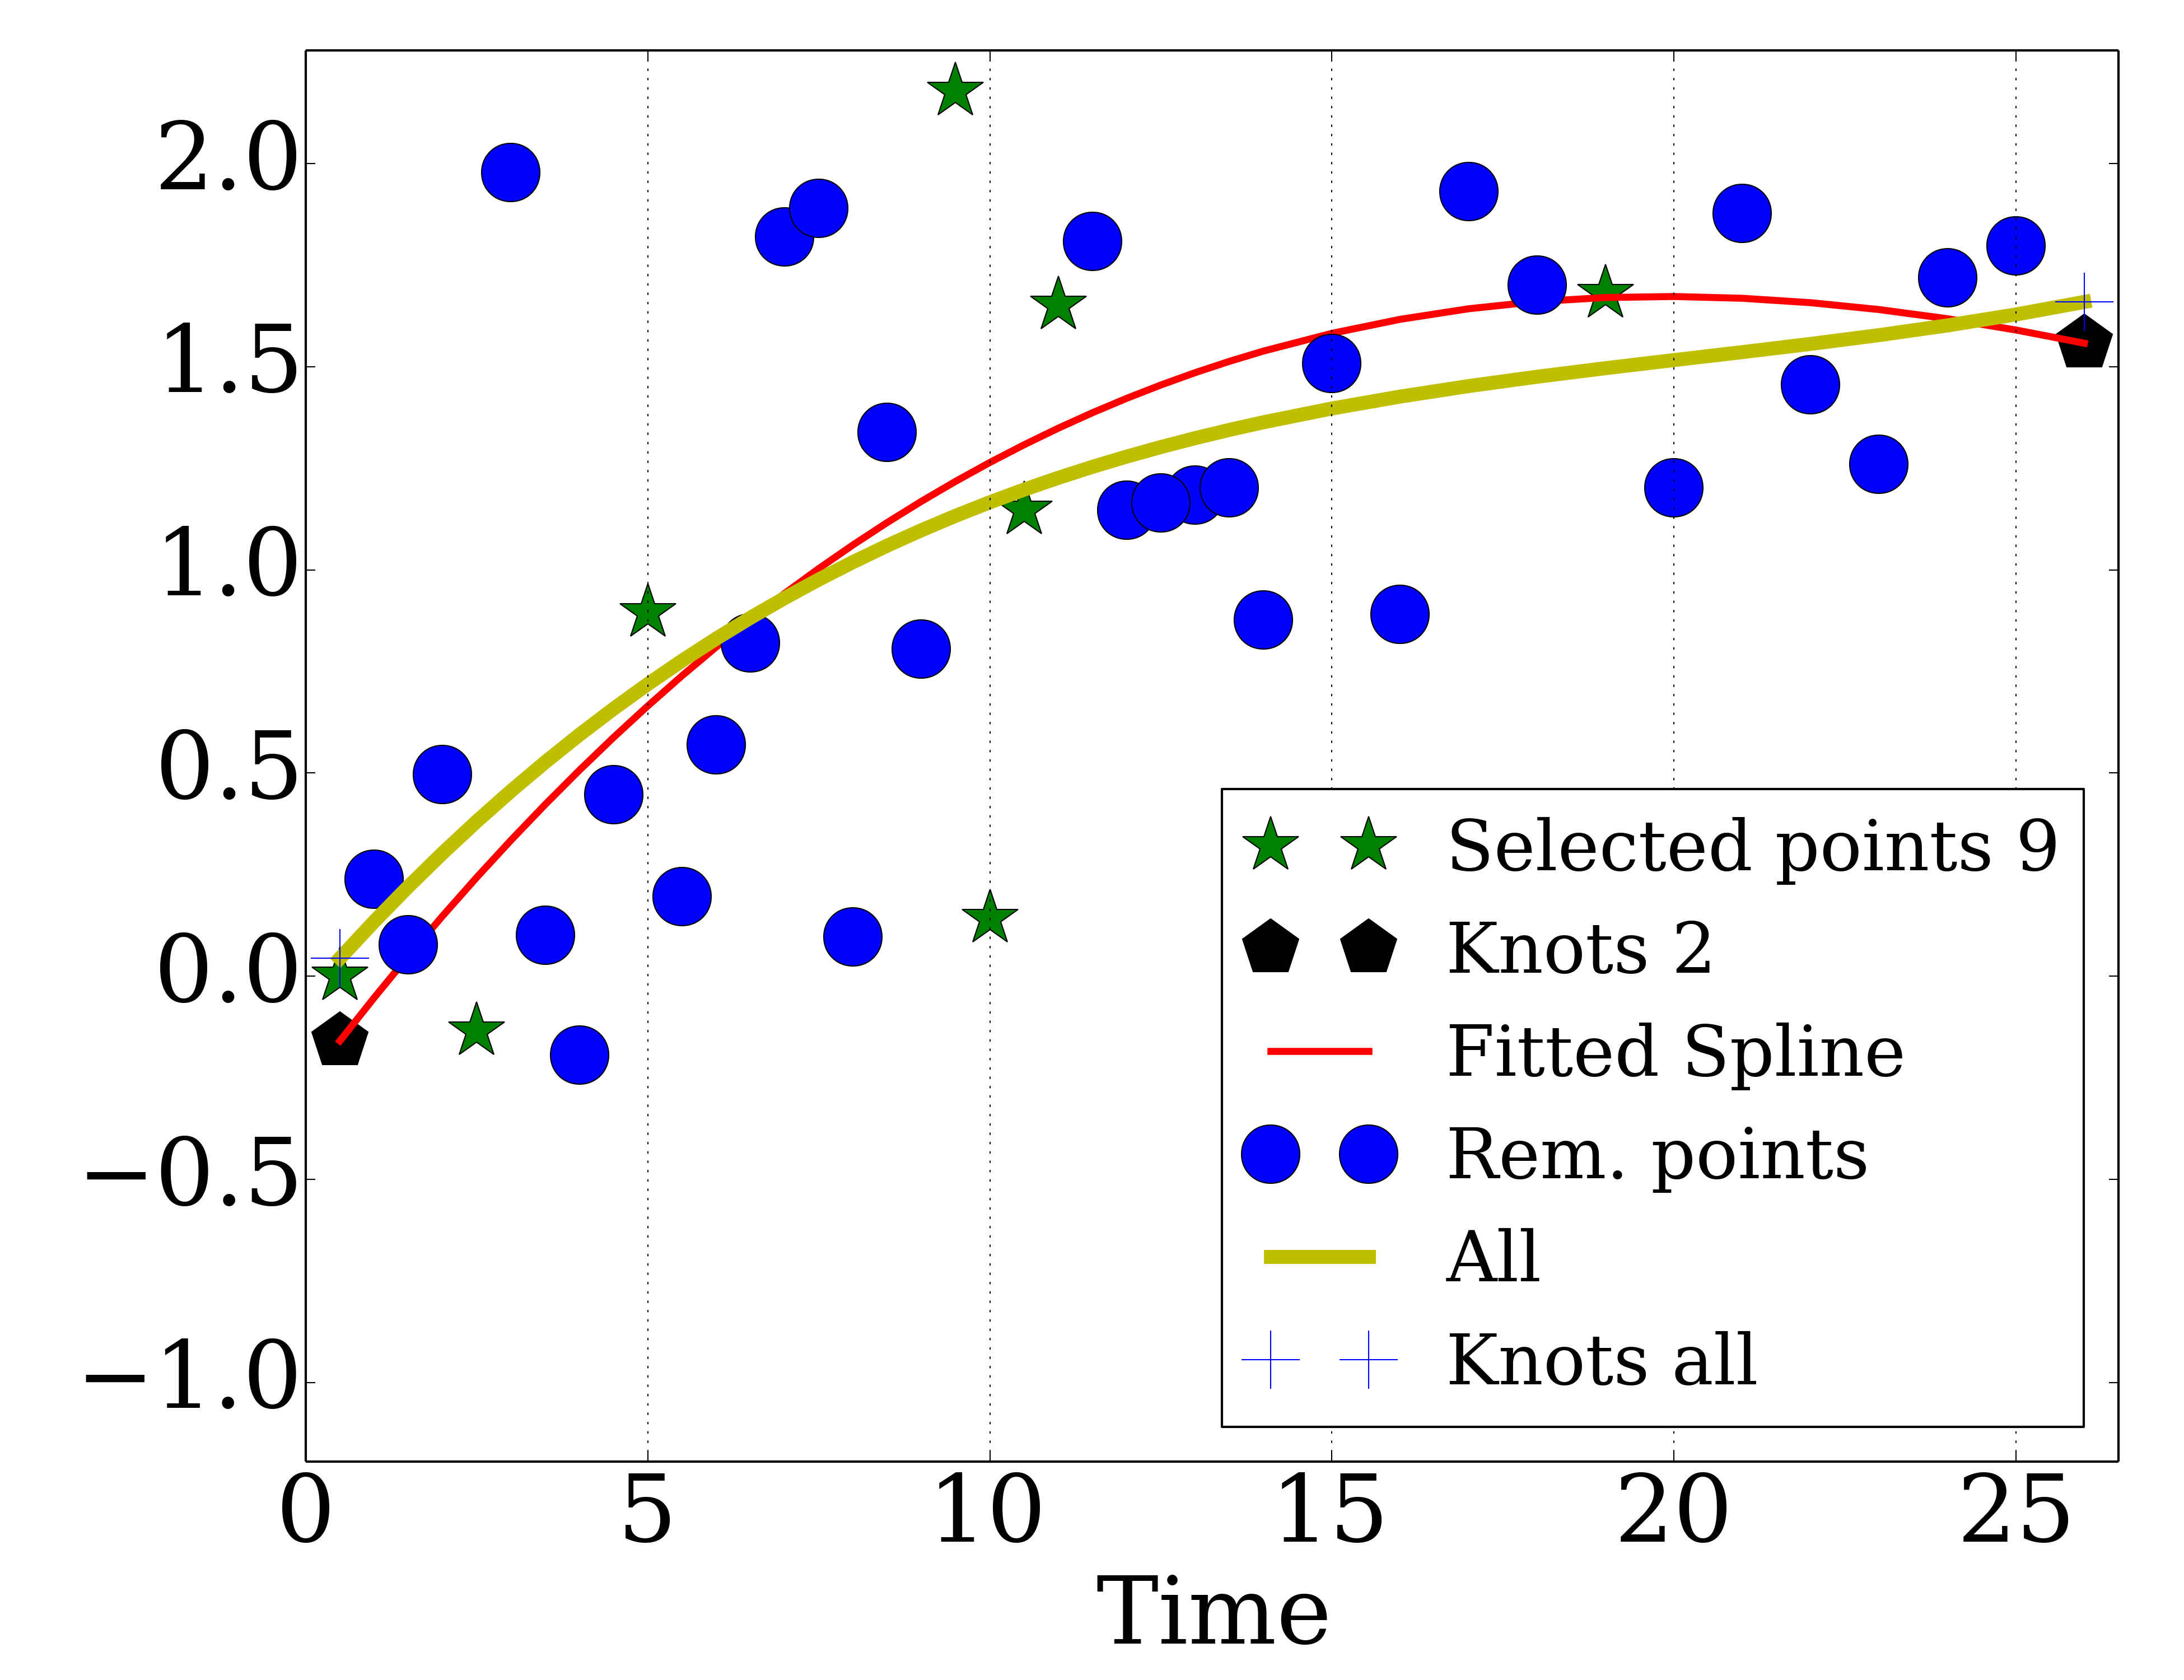 2.0
1.5
1.0
0.5
0.0
−0.5
−1.0
0 5 10 15 20 25
Time
Selected points 9
Knots 2
Fitted Spline
Rem. points
All
Knots all